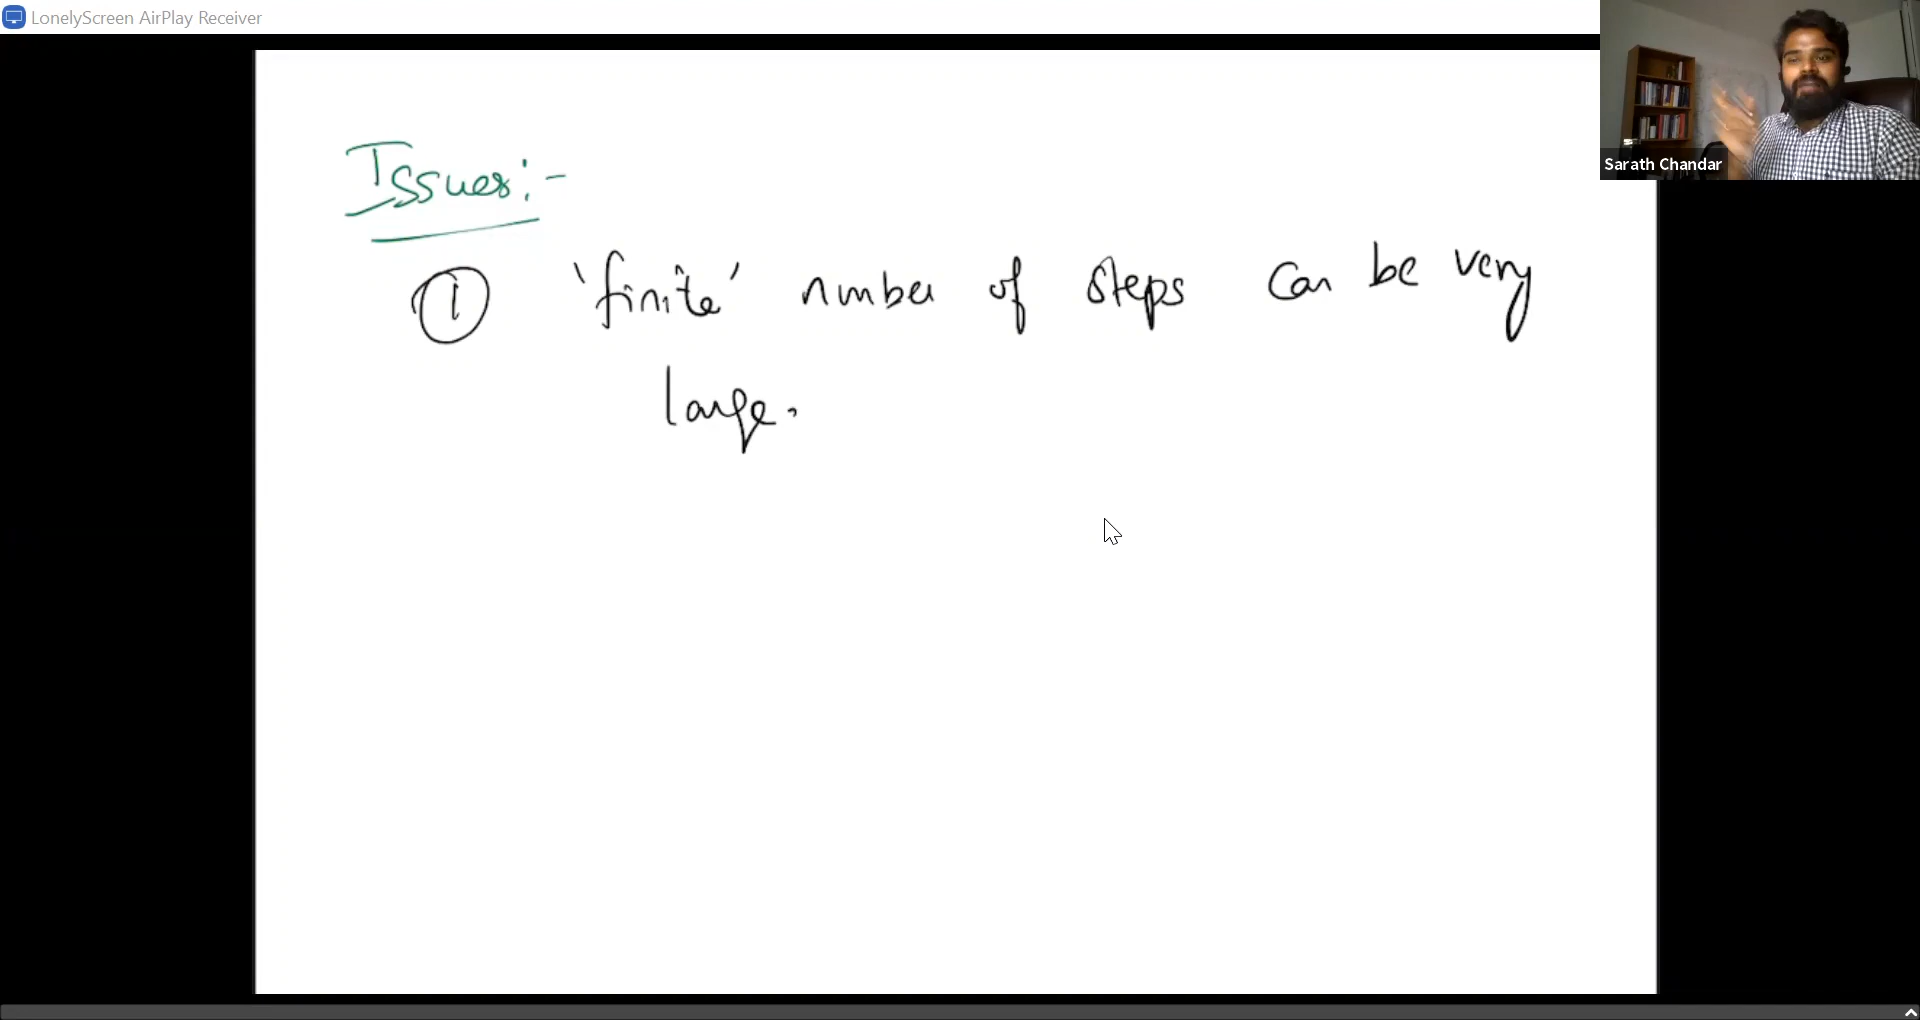 LonelyScreen AirPlay Receiver
Sarath Chandar
Issues:-
① 'finite' number of steps can be very
large.